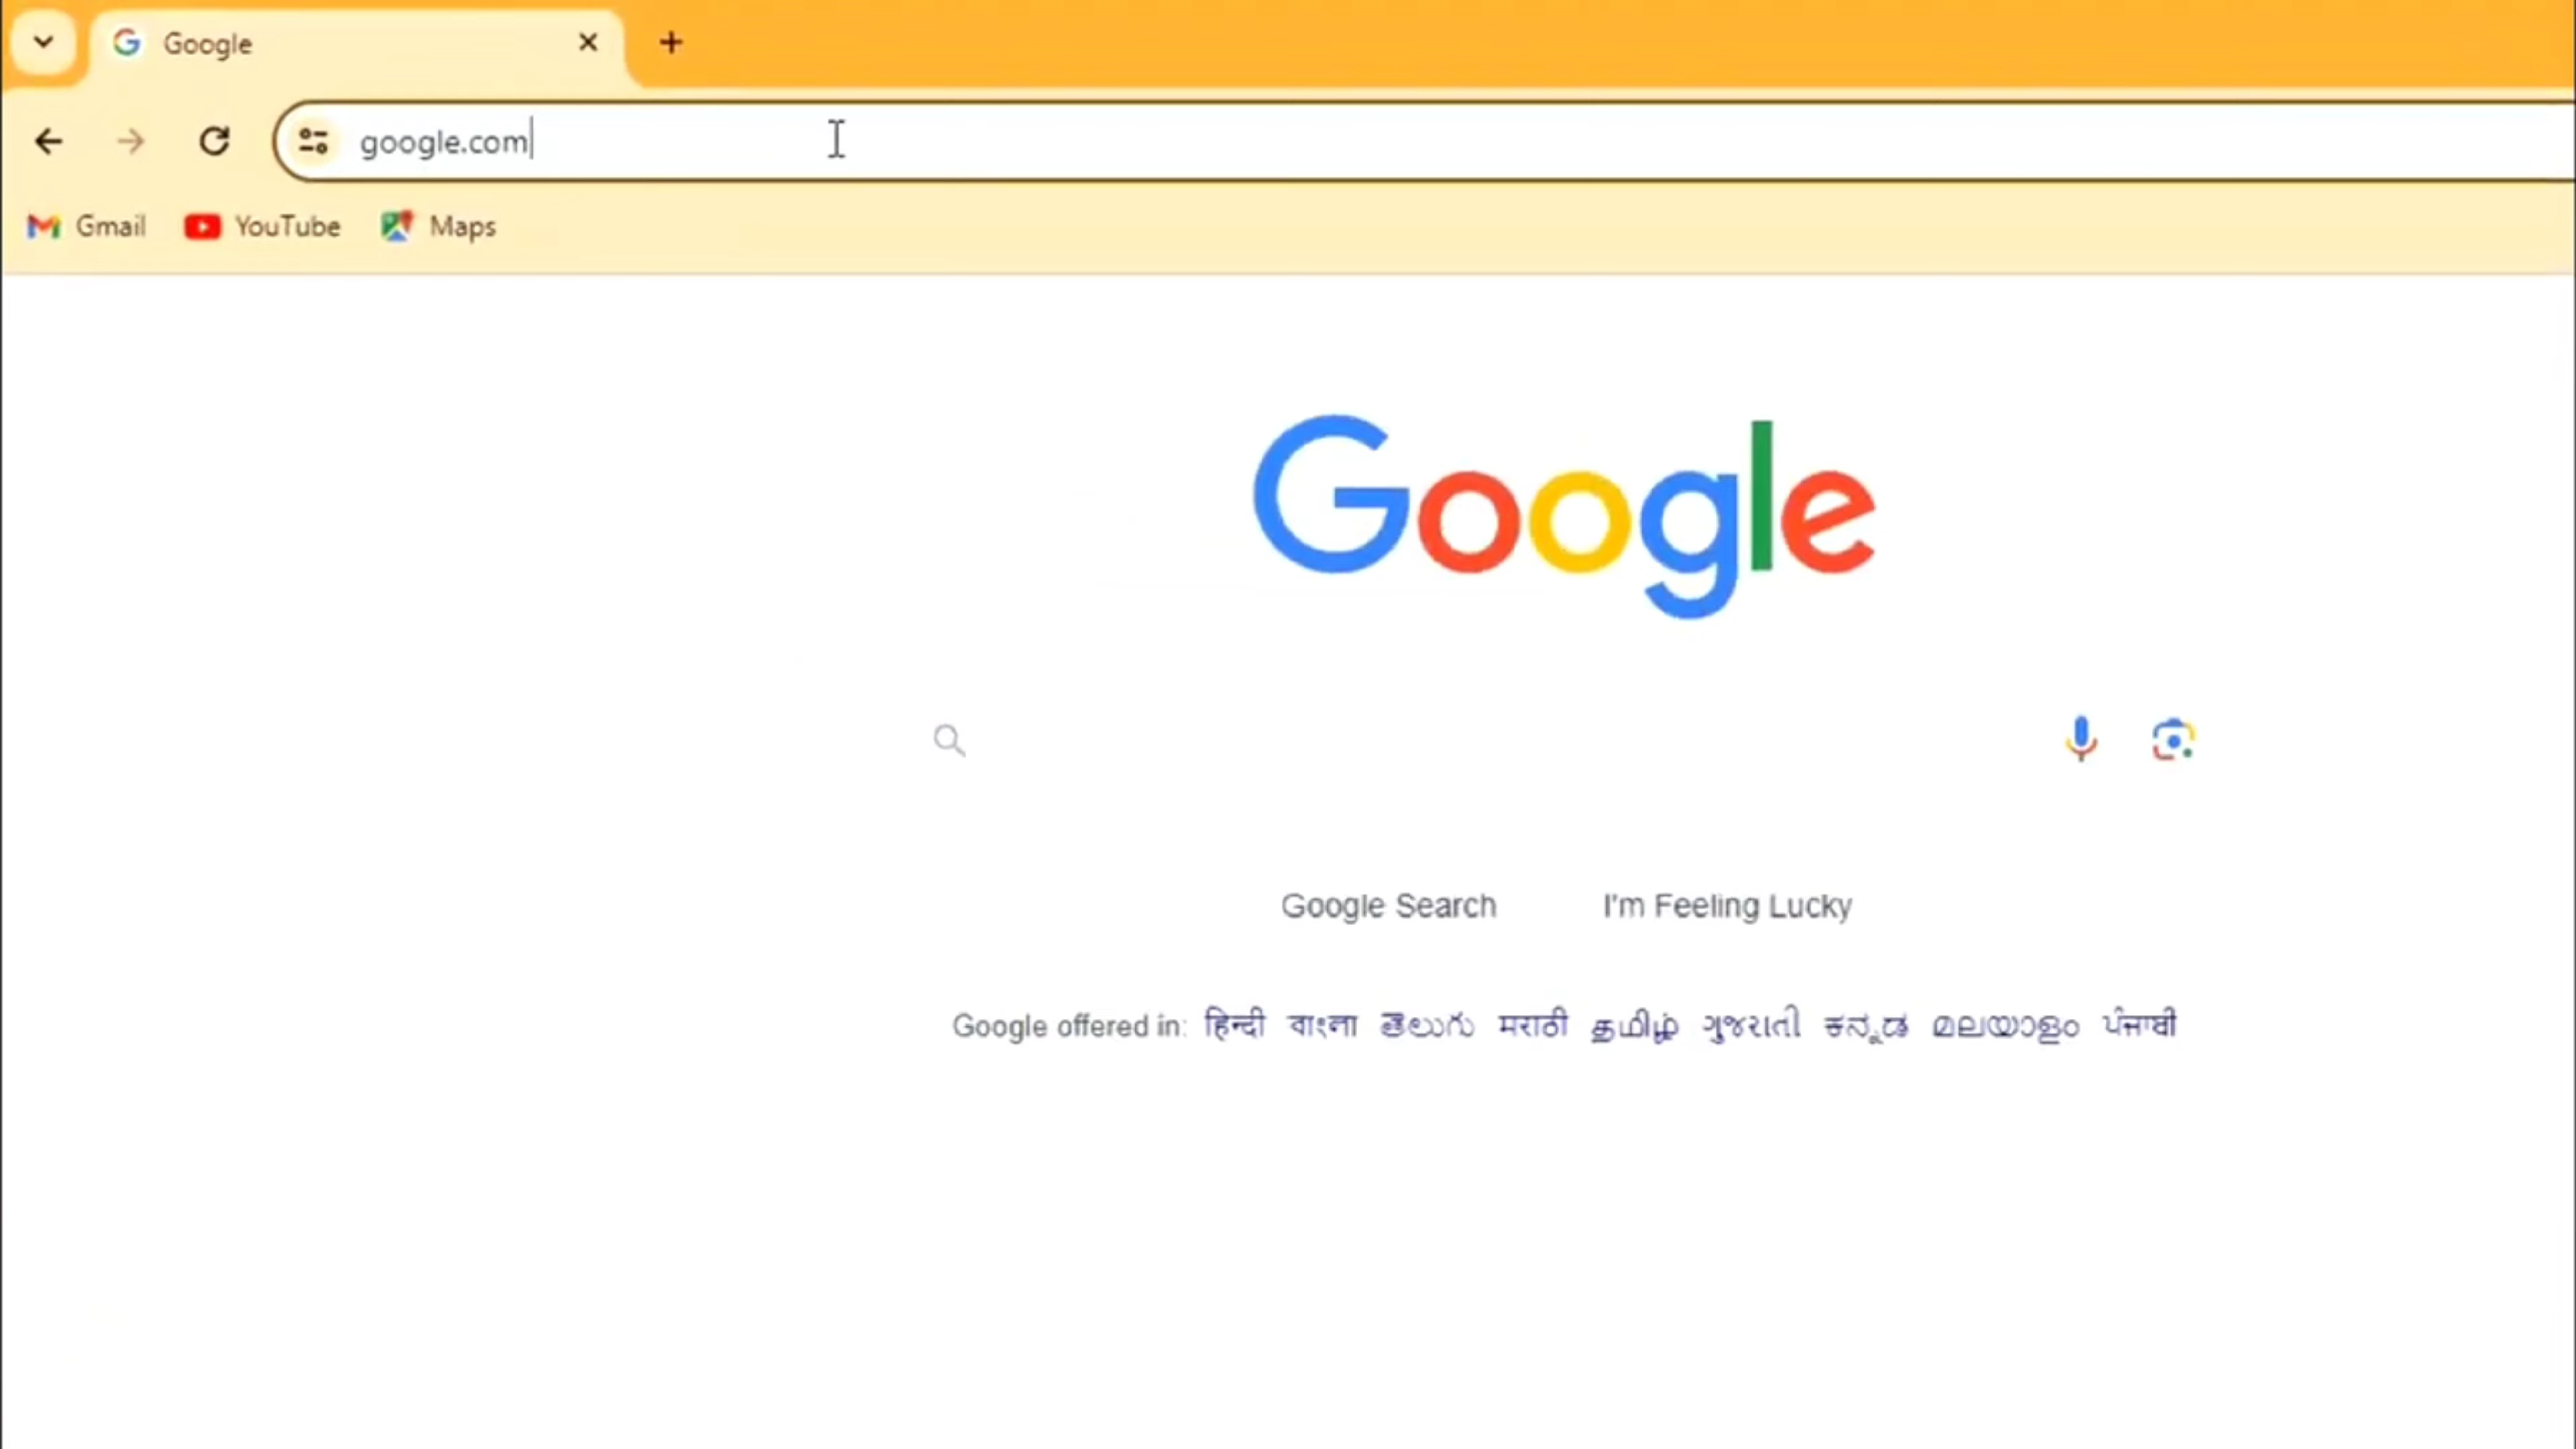 Google
google.com
Gmail YouTube Maps
Google
Google Search I'm Feeling Lucky
Google offered in: हिन्दी বাংলা తెలుగు मराठी தமிழ் ગુજરાતી ಕನ್ನಡ മലയാളം ਪੰਜਾਬੀ